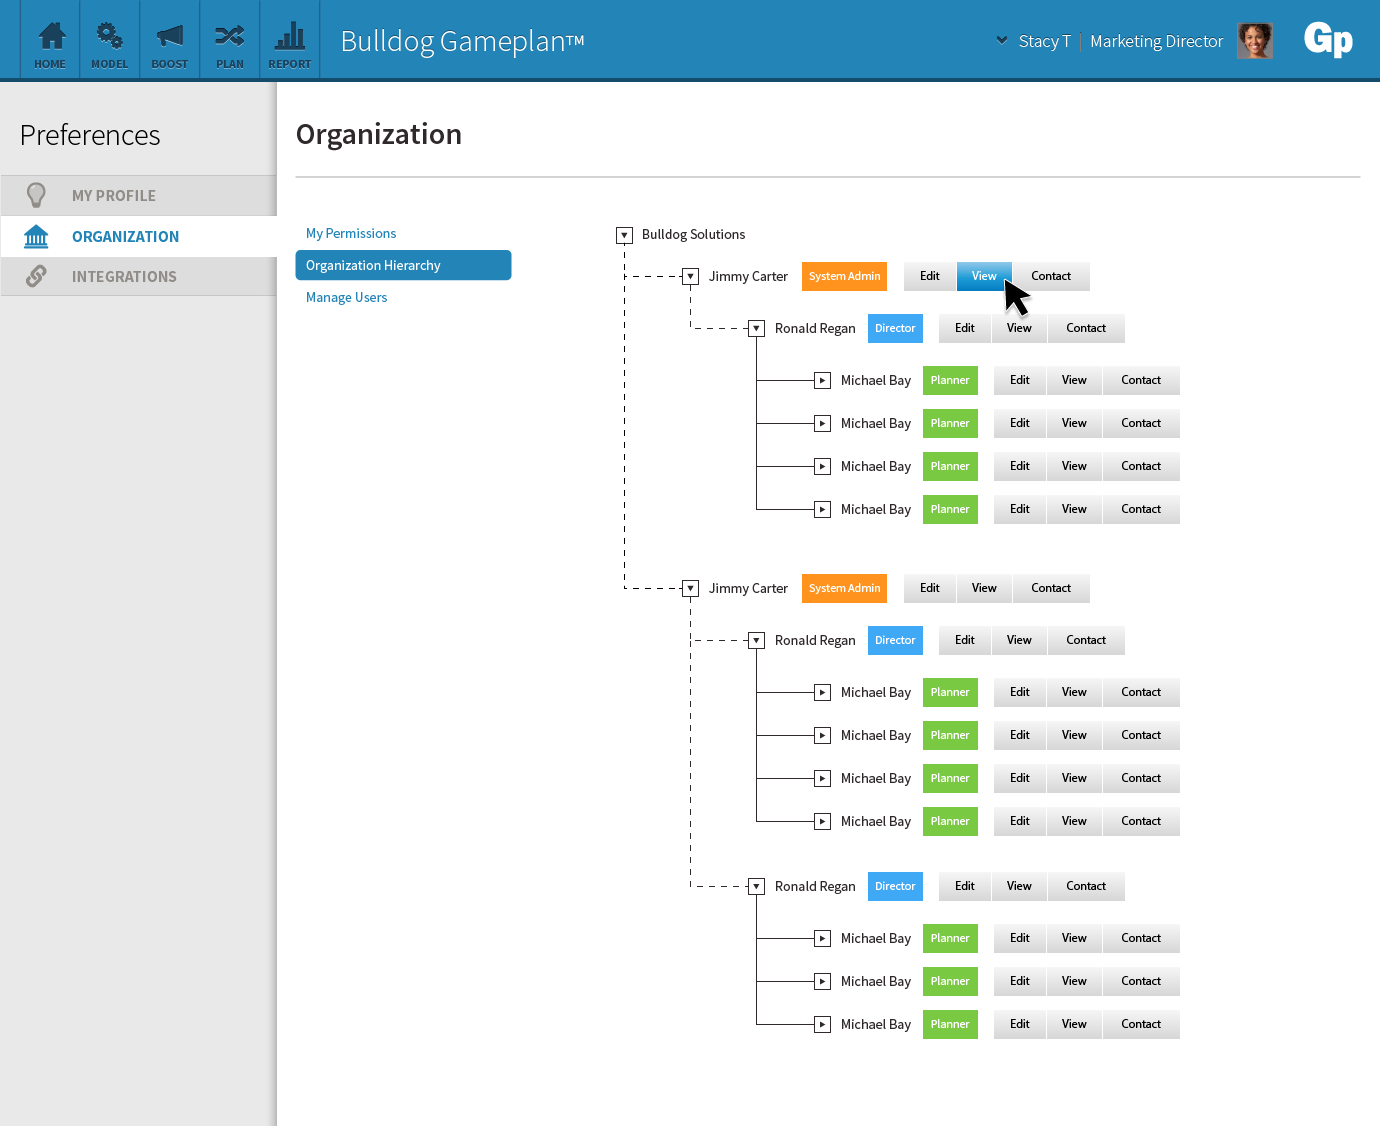 HOME MODEL BOOST PLAN REPORT
Bulldog Gameplan™
Stacy T | Marketing Director
Gp
Preferences
MY PROFILE
ORGANIZATION
INTEGRATIONS
Organization
My Permissions
Organization Hierarchy
Manage Users
Bulldog Solutions
Jimmy Carter System Admin Edit View Contact
Ronald Regan Director Edit View Contact
Michael Bay Planner Edit View Contact
Michael Bay Planner Edit View Contact
Michael Bay Planner Edit View Contact
Michael Bay Planner Edit View Contact
Jimmy Carter System Admin Edit View Contact
Ronald Regan Director Edit View Contact
Michael Bay Planner Edit View Contact
Michael Bay Planner Edit View Contact
Michael Bay Planner Edit View Contact
Michael Bay Planner Edit View Contact
Ronald Regan Director Edit View Contact
Michael Bay Planner Edit View Contact
Michael Bay Planner Edit View Contact
Michael Bay Planner Edit View Contact